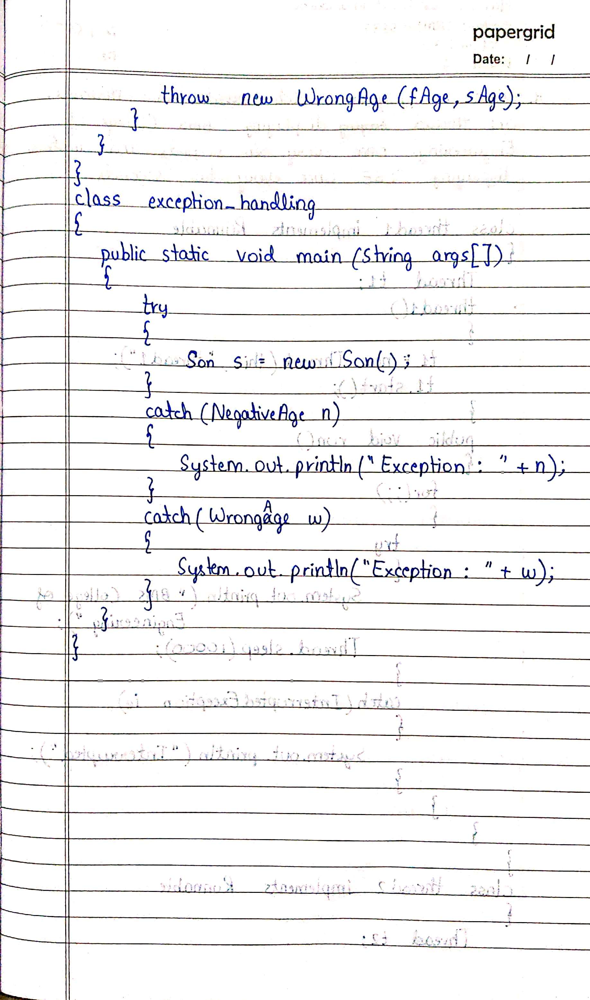 papergrid
Date: / /
throw new WrongAge (fAge, sAge);
}
}
}
class exception_handling
{
public static void main (String args[])
{
try
{
Son s = new Son();
}
catch (NegativeAge n)
{
System.out.println ("Exception : " + n);
}
catch (WrongAge w)
{
System.out.println ("Exception : " + w);
}
}
}